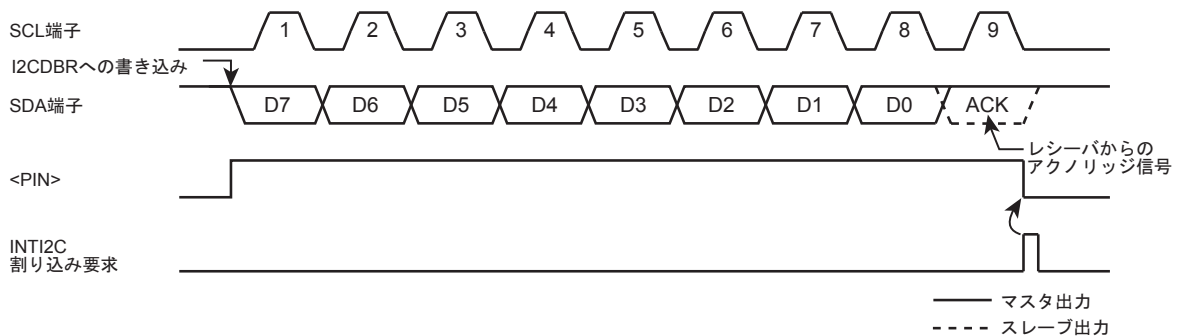 SCL端子 1 2 3 4 5 6 7 8 9
I2CDBRへの書き込み
SDA端子 D7 D6 D5 D4 D3 D2 D1 D0 ACK
レシーバからの
アクノリッジ信号
<PIN>
INTI2C
割り込み要求
マスタ出力
スレーブ出力